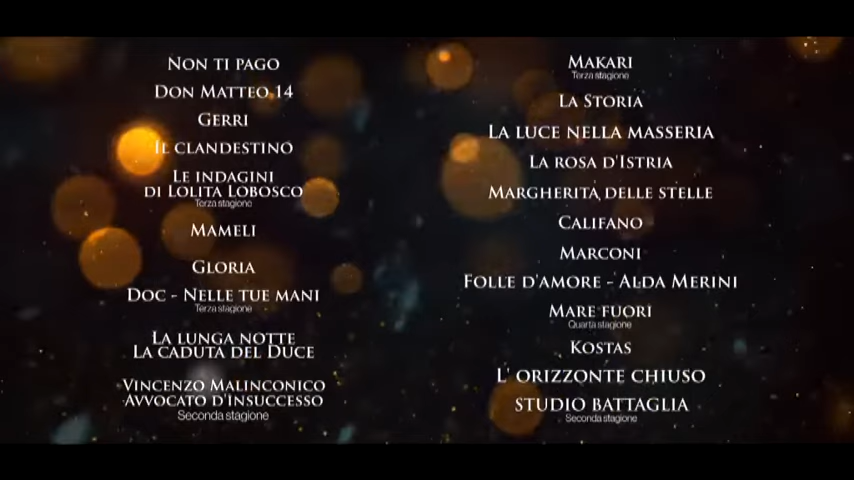 Non ti pago
Don Matteo 14
Gerri
Il clandestino
Le indagini
di Lolita Lobosco
Terza stagione
Mameli
Gloria
Doc - Nelle tue mani
Terza stagione
La lunga notte
La caduta del Duce
Vincenzo Malinconico
Avvocato d'insuccesso
Seconda stagione
Makari
Terza stagione
La Storia
La luce nella masseria
La rosa d'Istria
Margherita delle stelle
Califano
Marconi
Folle d'amore - Alda Merini
Mare fuori
Quarta stagione
Kostas
L' orizzonte chiuso
Studio Battaglia
Seconda stagione